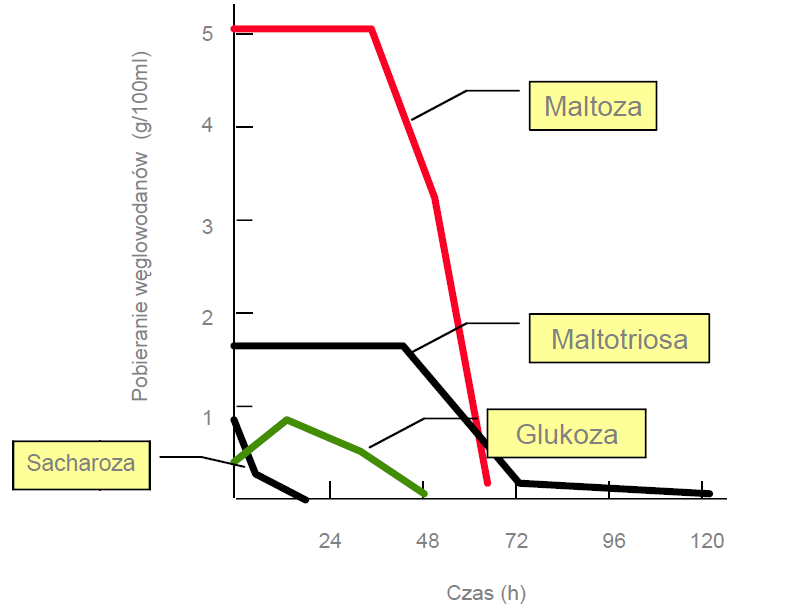 Pobieranie węglowodanów (g/100ml)
5
4
3
2
1
Maltoza
Maltotriosa
Glukoza
Sacharoza
24
48
72
96
120
Czas (h)